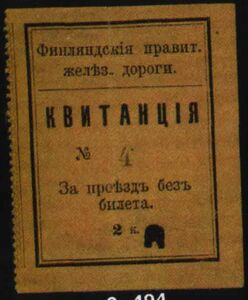 Финляндскія правит.
желѣз. дороги.
КВИТАНЦІЯ
№ 4
За проѣздъ безъ
билета.
2 к.